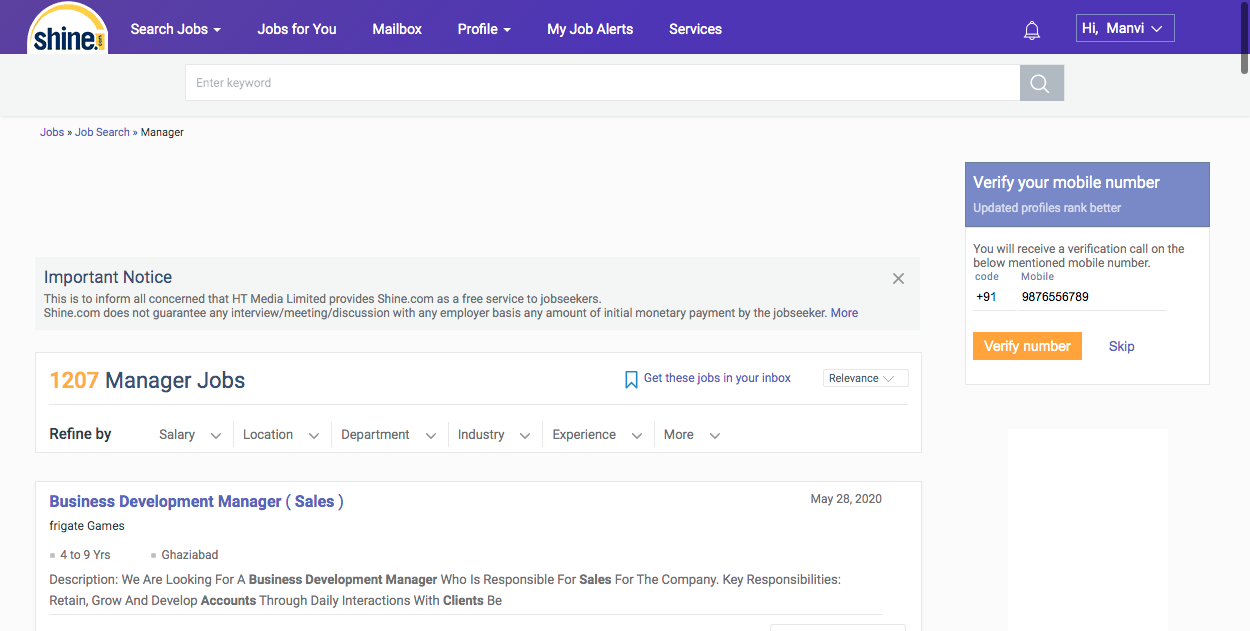 shine.com
Search Jobs
Jobs for You
Mailbox
Profile
My Job Alerts
Services
Hi, Manvi
Enter keyword
Jobs » Job Search » Manager
Verify your mobile number
Updated profiles rank better
You will receive a verification call on the
below mentioned mobile number.
code Mobile
+91 9876556789
Verify number Skip
Important Notice
This is to inform all concerned that HT Media Limited provides Shine.com as a free service to jobseekers.
Shine.com does not guarantee any interview/meeting/discussion with any employer basis any amount of initial monetary payment by the jobseeker. More
1207 Manager Jobs
Get these jobs in your inbox
Relevance
Refine by Salary Location Department Industry Experience More
Business Development Manager ( Sales )
May 28, 2020
frigate Games
4 to 9 Yrs Ghaziabad
Description: We Are Looking For A Business Development Manager Who Is Responsible For Sales For The Company. Key Responsibilities:
Retain, Grow And Develop Accounts Through Daily Interactions With Clients Be